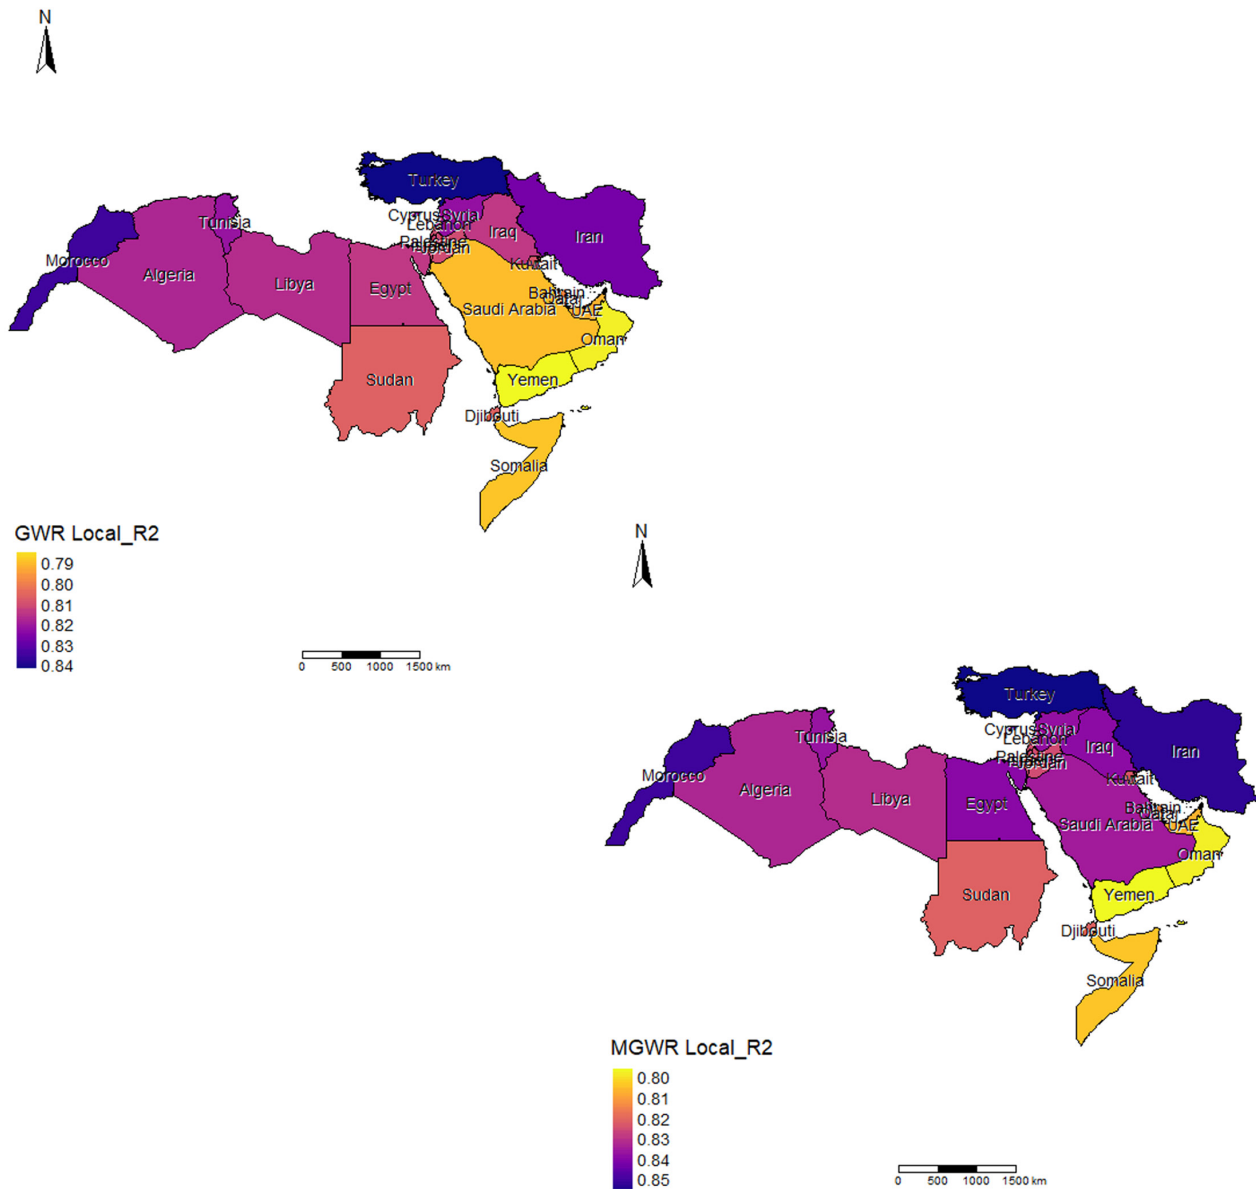 N
Turkey
Cyprus
Syria
Lebanon
Tunisia
Iraq
Iran
Palestine
Jordan
Morocco
Algeria
Libya
Egypt
Kuwait
Bahrain
Qatar
Saudi Arabia
UAE
Oman
Sudan
Yemen
Djibouti
Somalia
GWR Local_R2
0.79
0.80
0.81
0.82
0.83
0.84
0 500 1000 1500 km
N
Turkey
Cyprus
Syria
Lebanon
Tunisia
Iraq
Iran
Palestine
Jordan
Morocco
Algeria
Libya
Egypt
Kuwait
Bahrain
Qatar
Saudi Arabia
UAE
Oman
Sudan
Yemen
Djibouti
Somalia
MGWR Local_R2
0.80
0.81
0.82
0.83
0.84
0.85
0 500 1000 1500 km